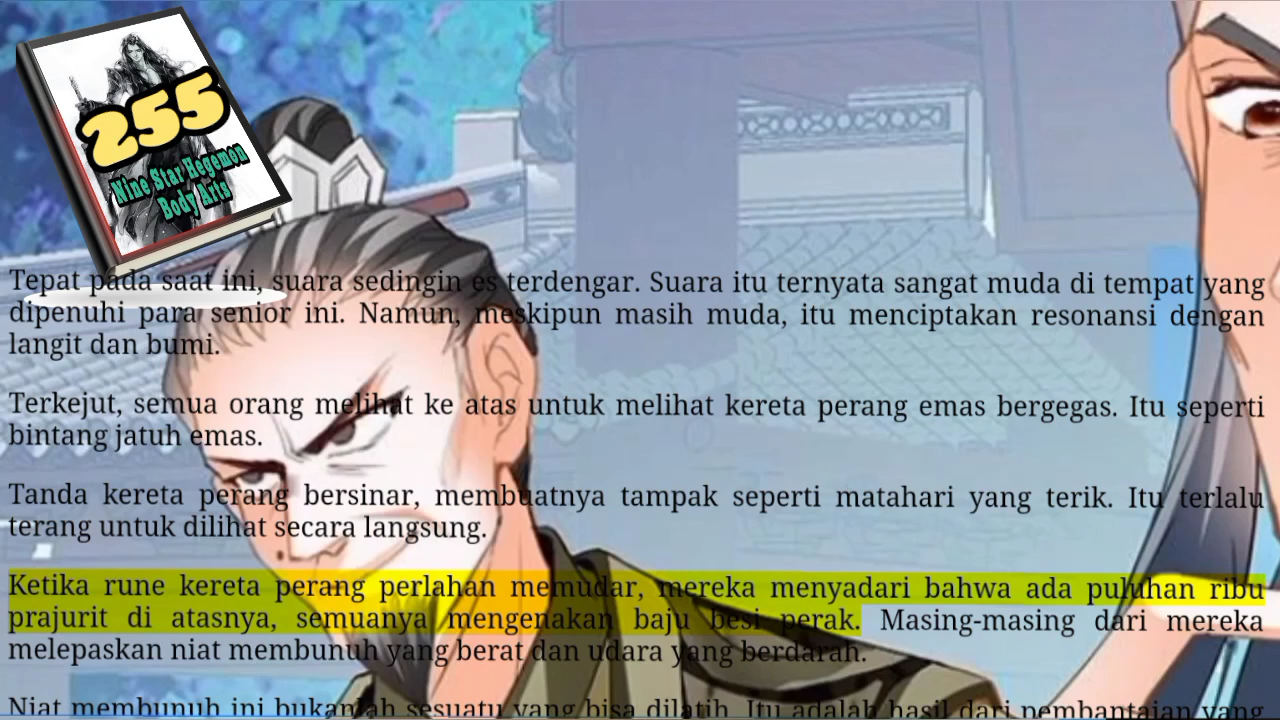 255
Nine Star Hegemon
Body Arts
Tepat pada saat ini, suara sedingin es terdengar. Suara itu ternyata sangat muda di tempat yang
dipenuhi para senior ini. Namun, meskipun masih muda, itu menciptakan resonansi dengan
langit dan bumi.
Terkejut, semua orang melihat ke atas untuk melihat kereta perang emas bergegas. Itu seperti
bintang jatuh emas.
Tanda kereta perang bersinar, membuatnya tampak seperti matahari yang terik. Itu terlalu
terang untuk dilihat secara langsung.
Ketika rune kereta perang perlahan memudar, mereka menyadari bahwa ada puluhan ribu
prajurit di atasnya, semuanya mengenakan baju besi perak. Masing-masing dari mereka
melepaskan niat membunuh yang berat dan udara yang berdarah.
Niat membunuh ini bukanlah sesuatu yang bisa dilatih. Itu adalah hasil dari pembantaian yang